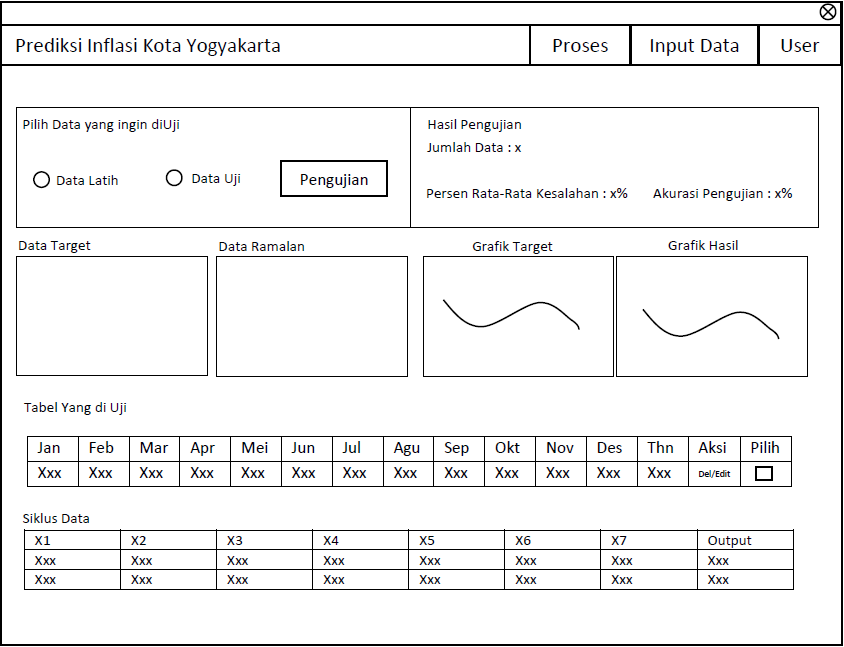 Prediksi Inflasi Kota Yogyakarta Proses Input Data User
Pilih Data yang ingin diUji
Data Latih Data Uji Pengujian
Hasil Pengujian
Jumlah Data : x
Persen Rata-Rata Kesalahan : x% Akurasi Pengujian : x%
Data Target Data Ramalan Grafik Target Grafik Hasil
Tabel Yang di Uji
Jan Feb Mar Apr Mei Jun Jul Agu Sep Okt Nov Des Thn Aksi Pilih
Xxx Xxx Xxx Xxx Xxx Xxx Xxx Xxx Xxx Xxx Xxx Xxx Xxx Del/Edit
Siklus Data
X1 X2 X3 X4 X5 X6 X7 Output
Xxx Xxx Xxx Xxx Xxx Xxx Xxx Xxx
Xxx Xxx Xxx Xxx Xxx Xxx Xxx Xxx